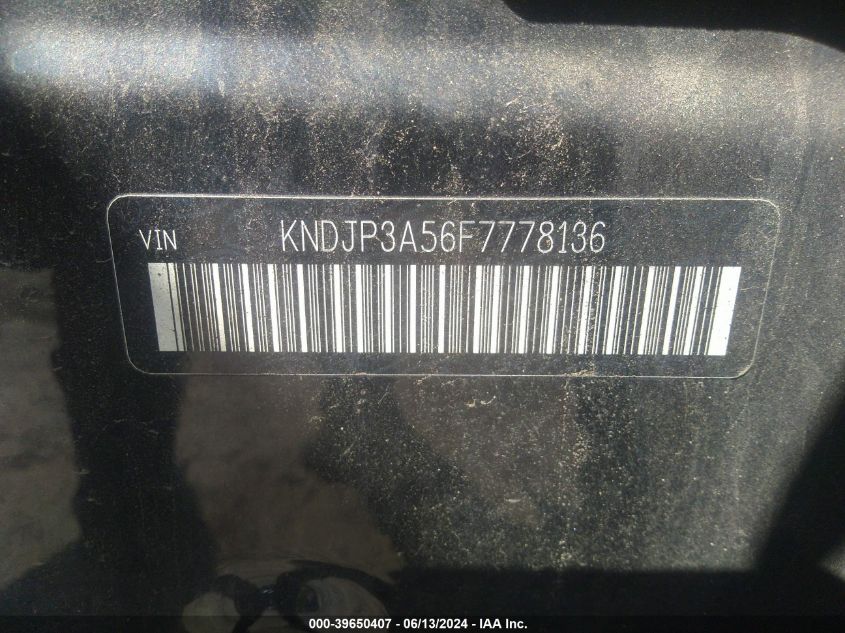 VIN KNDJP3A56F7778136
000-39650407 - 06/13/2024 - IAA Inc.